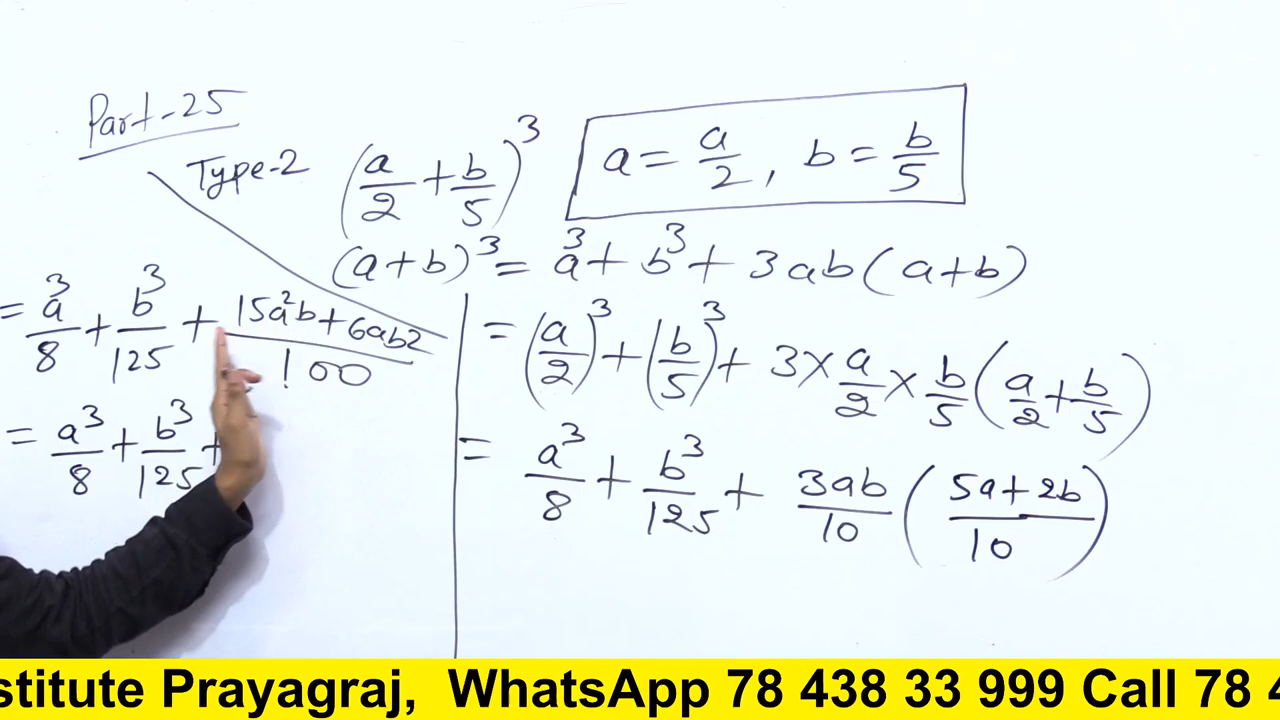 Part-25
Type-2 (a/2 + b/5)³
a = a/2, b = b/5
(a+b)³ = a³ + b³ + 3ab(a+b)
= (a/2)³ + (b/5)³ + 3 × a/2 × b/5 (a/2 + b/5)
= a³/8 + b³/125 + 3ab/10 ((5a+2b)/10)
= a³/8 + b³/125 + (15a²b+6ab2)/100
= a³/8 + b³/125 +
stitute Prayagraj, WhatsApp 78 438 33 999 Call 78 4